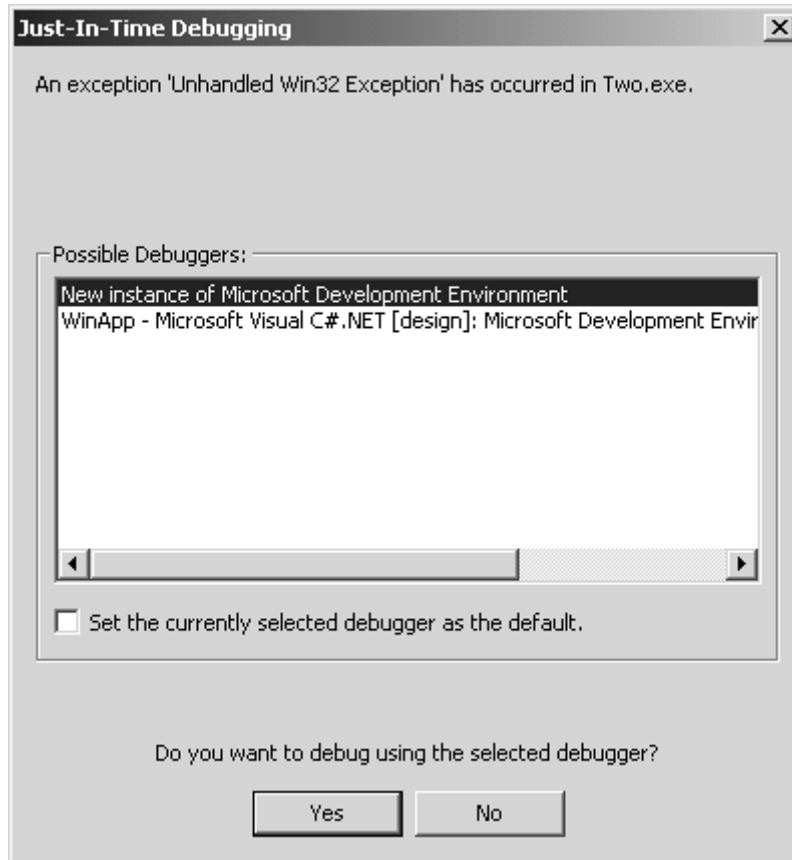 Just-In-Time Debugging
An exception 'Unhandled Win32 Exception' has occurred in Two.exe.
Possible Debuggers:
New instance of Microsoft Development Environment
WinApp - Microsoft Visual C#.NET [design]: Microsoft Development Envir
Set the currently selected debugger as the default.
Do you want to debug using the selected debugger?
Yes
No